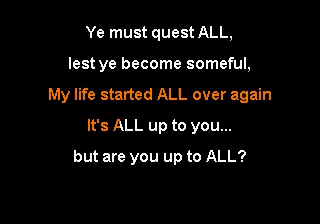 Ye must quest ALL,
lest ye become someful,
My life started ALL over again
It's ALL up to you...
but are you up to ALL?